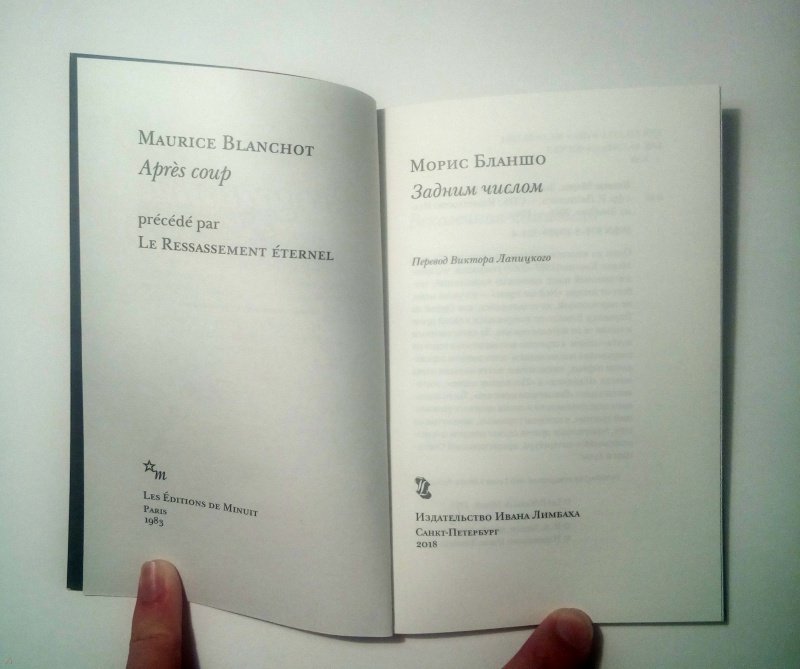 Maurice Blanchot
Après coup
précédé par
Le Ressassement éternel
m
Les Éditions de Minuit
Paris
1983
Морис Бланшо
Задним числом
Перевод Виктора Лапицкого
Издательство Ивана Лимбаха
Санкт-Петербург
2018